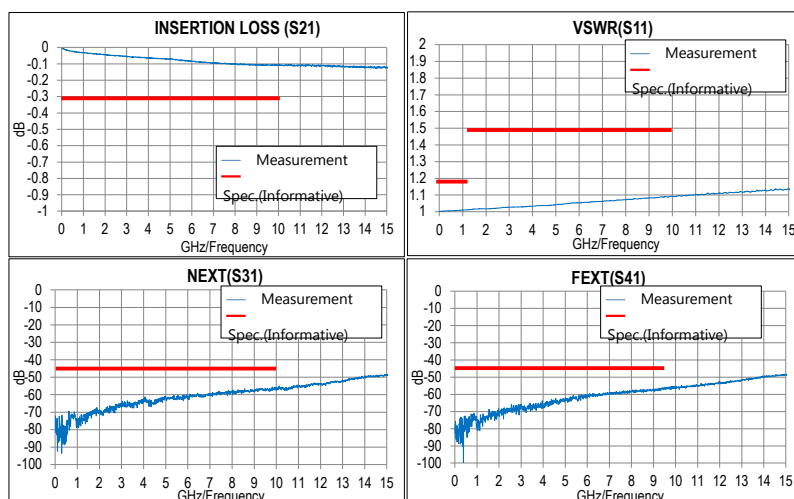 INSERTION LOSS (S21)
0
-0.1
-0.2
-0.3
-0.4
-0.5
-0.6
-0.7
-0.8
-0.9
-1
dB
Measurement
Spec.(Informative)
0 1 2 3 4 5 6 7 8 9 10 11 12 13 14 15
GHz/Frequency
VSWR(S11)
2
1.9
1.8
1.7
1.6
1.5
1.4
1.3
1.2
1.1
1
Measurement
Spec.(Informative)
0 1 2 3 4 5 6 7 8 9 10 11 12 13 14 15
GHz/Frequency
NEXT(S31)
0
-10
-20
-30
-40
-50
-60
-70
-80
-90
-100
dB
Measurement
Spec.(Informative)
0 1 2 3 4 5 6 7 8 9 10 11 12 13 14 15
GHz/Frequency
FEXT(S41)
0
-10
-20
-30
-40
-50
-60
-70
-80
-90
-100
dB
Measurement
Spec.(Informative)
0 1 2 3 4 5 6 7 8 9 10 11 12 13 14 15
GHz/Frequency